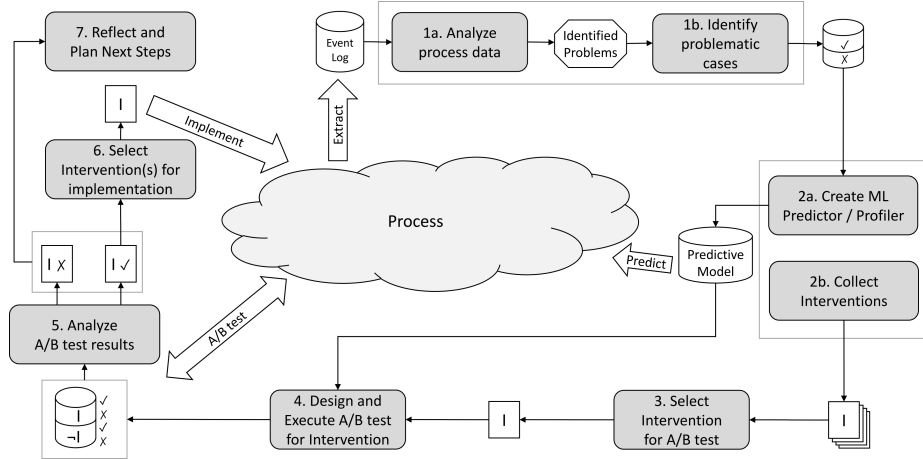 7. Reflect and
Plan Next Steps
Event
Log
1a. Analyze
process data
Identified
Problems
1b. Identify
problematic
cases
✓
✗
I
Implement
Extract
6. Select
Intervention(s) for
implementation
Process
2a. Create ML
Predictor / Profiler
I ✗
I ✓
Predict
Predictive
Model
2b. Collect
Interventions
5. Analyze
A/B test results
A/B test
I
¬I
✓
✗
✓
✗
4. Design and
Execute A/B test
for Intervention
I
3. Select
Intervention
for A/B test
I